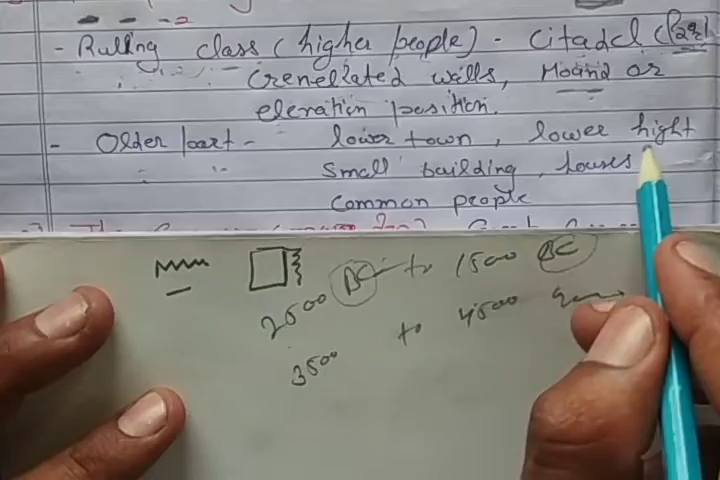 - Rulling class (higher people) - Citadel (
Crenellated walls, Mound or
elevation position.
- Older part - lower town, lower hight
small building, houses
common people
2500 BC to 1500 BC
3500 to 4500